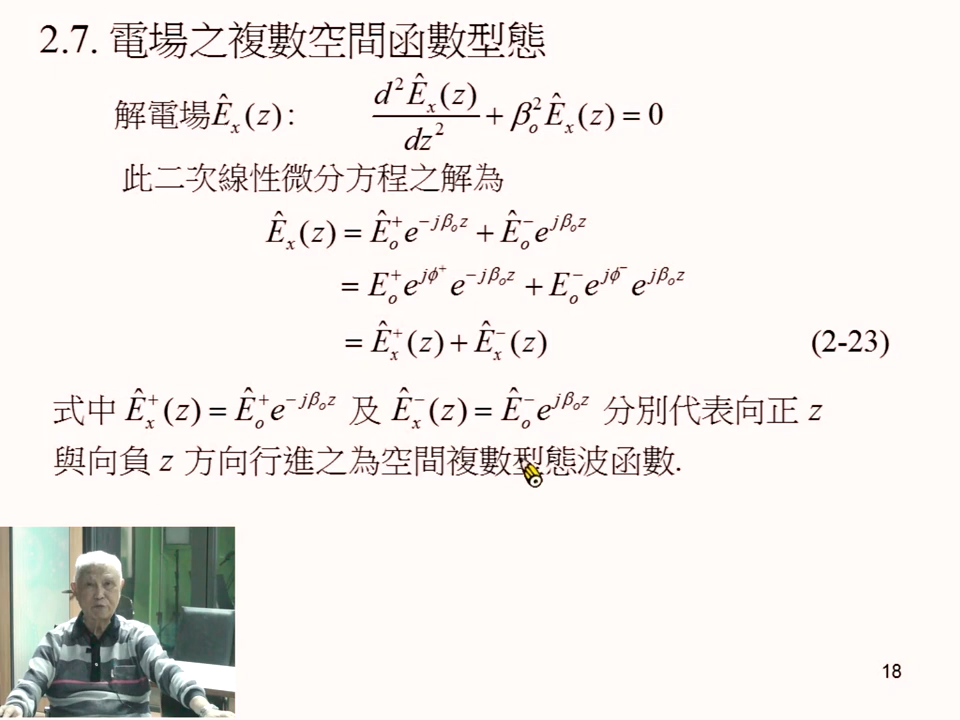 2.7. 電場之複數空間函數型態
解電場Ê_x(z): d²Ê_x(z)/dz² + β_o²Ê_x(z) = 0
此二次線性微分方程之解為
Ê_x(z) = Ê_o⁺e^{-jβ_o z} + Ê_o⁻e^{jβ_o z}
= E_o⁺e^{jϕ⁺}e^{-jβ_o z} + E_o⁻e^{jϕ⁻}e^{jβ_o z}
= Ê_x⁺(z) + Ê_x⁻(z) (2-23)
式中 Ê_x⁺(z) = Ê_o⁺e^{-jβ_o z} 及 Ê_x⁻(z) = Ê_o⁻e^{jβ_o z} 分別代表向正 z
與向負 z 方向行進之為空間複數型態波函數.
18